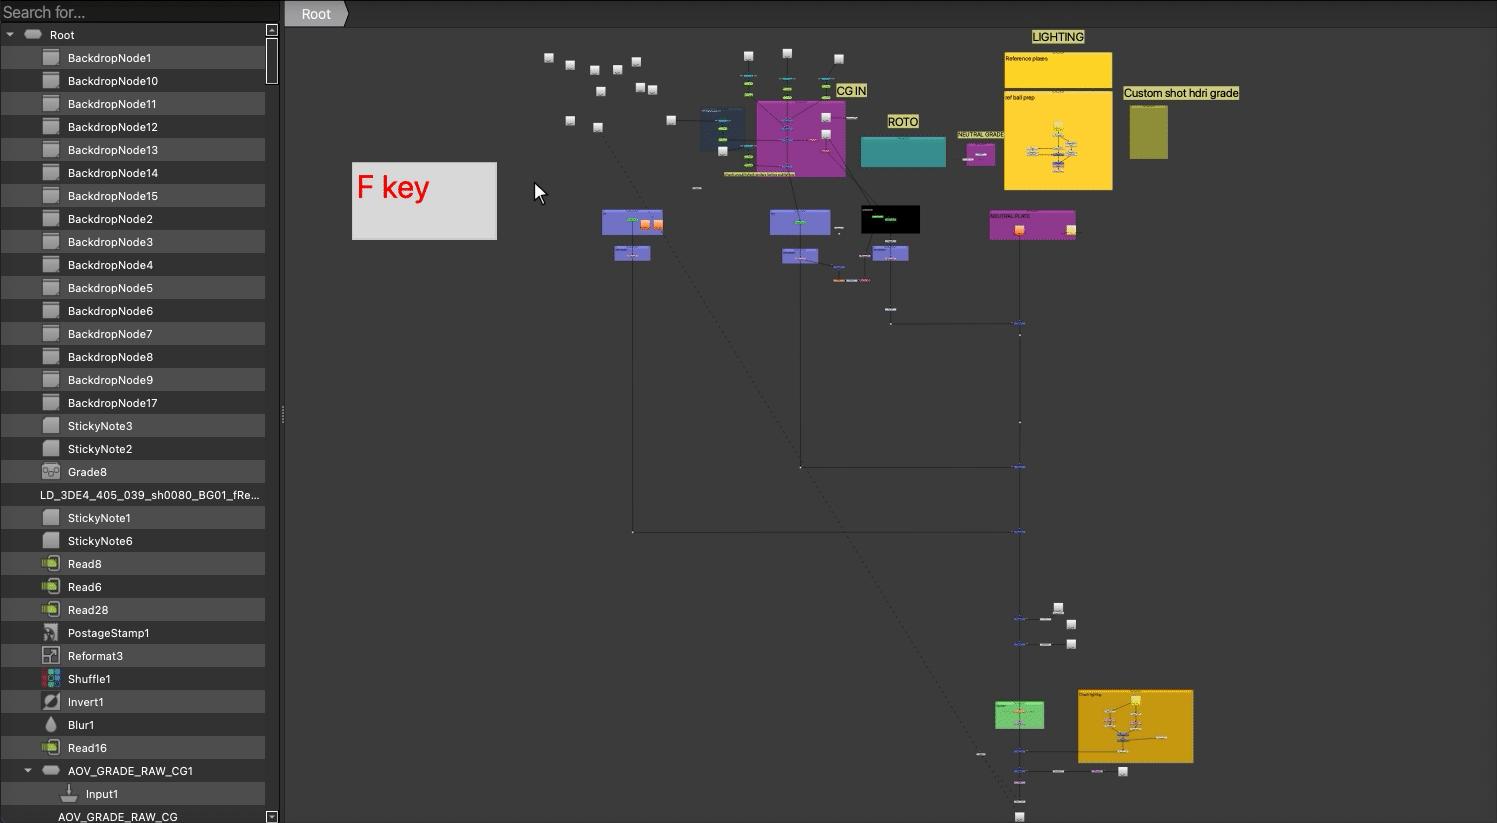 Search for...
Root
Root
BackdropNode1
BackdropNode10
BackdropNode11
BackdropNode12
BackdropNode13
BackdropNode14
BackdropNode15
BackdropNode2
BackdropNode3
BackdropNode4
BackdropNode5
BackdropNode6
BackdropNode7
BackdropNode8
BackdropNode9
BackdropNode17
StickyNote3
StickyNote2
Grade8
LD_3DE4_405_039_sh0080_BG01_fRe...
StickyNote1
StickyNote6
Read8
Read6
Read28
PostageStamp1
Reformat3
Shuffle1
Invert1
Blur1
Read16
AOV_GRADE_RAW_CG1
Input1
AOV_GRADE_RAW_CG
F key
CG IN
ROTO
NEUTRAL GRADE
LIGHTING
Reference plates
ref ball prep
Custom shot hdri grade
NEUTRAL PLATE